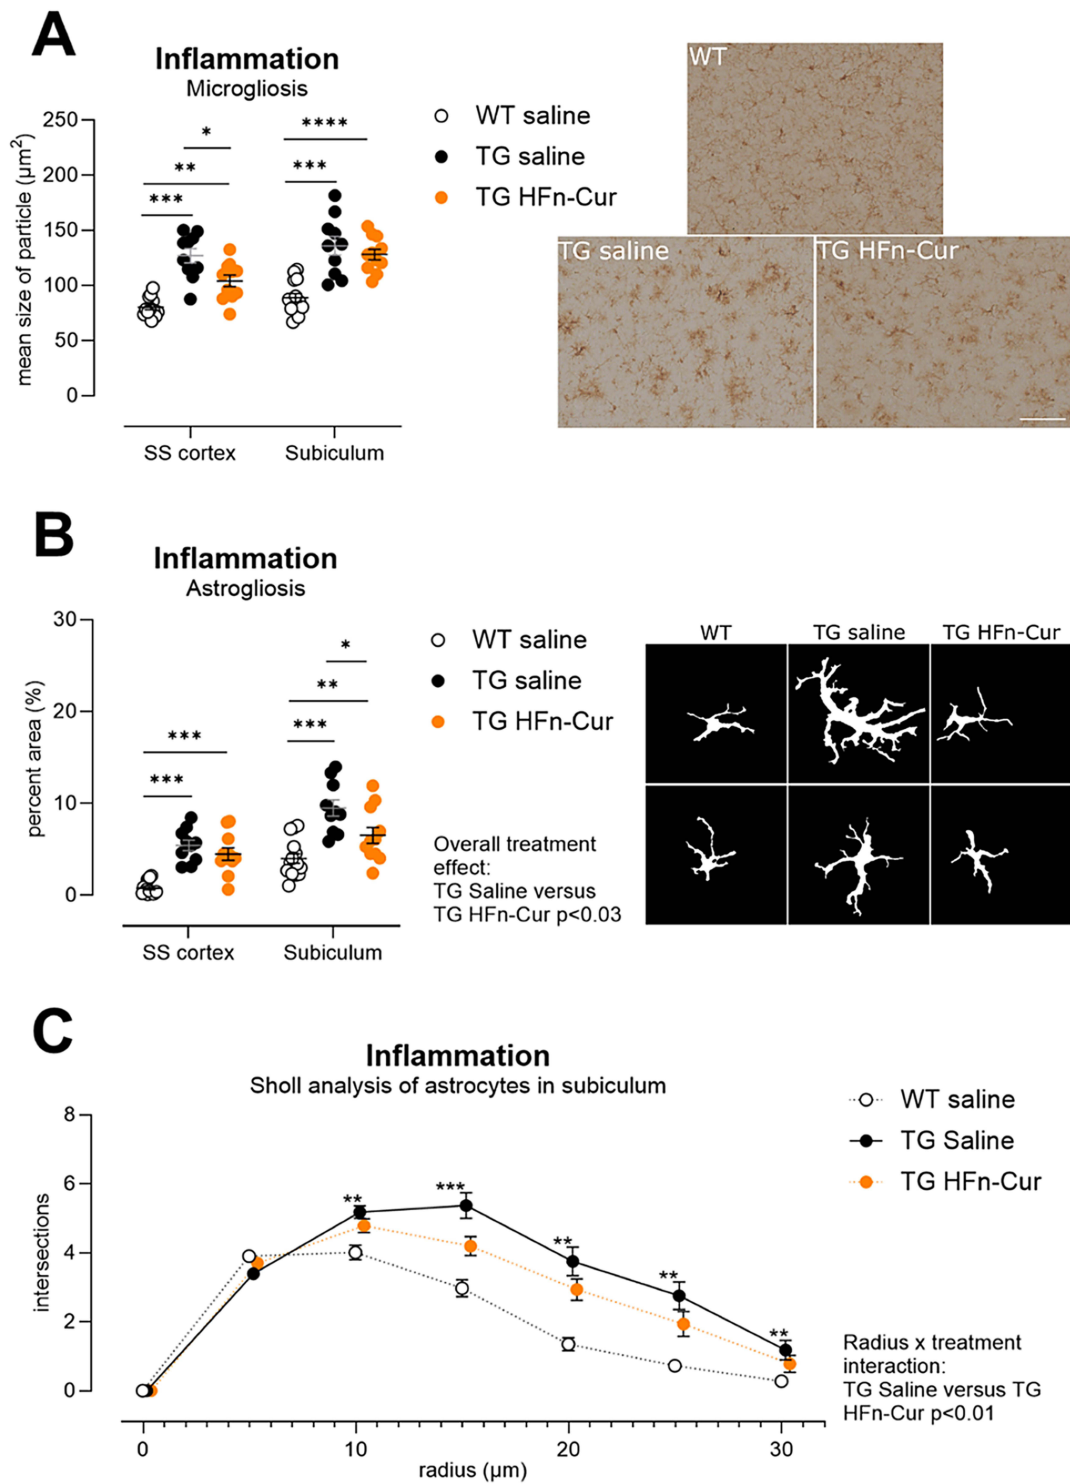 A
Inflammation
Microgliosis
mean size of particle (µm²)
250
200
150
100
50
0
***
**
*
***
****
SS cortex
Subiculum
WT saline
TG saline
TG HFn-Cur
WT
TG saline
TG HFn-Cur
B
Inflammation
Astrogliosis
percent area (%)
30
20
10
0
***
***
***
**
*
SS cortex
Subiculum
WT saline
TG saline
TG HFn-Cur
Overall treatment
effect:
TG Saline versus
TG HFn-Cur p<0.03
WT
TG saline
TG HFn-Cur
C
Inflammation
Sholl analysis of astrocytes in subiculum
intersections
8
6
4
2
0
**
***
**
**
**
0
10
20
30
radius (µm)
WT saline
TG Saline
TG HFn-Cur
Radius x treatment
interaction:
TG Saline versus TG
HFn-Cur p<0.01